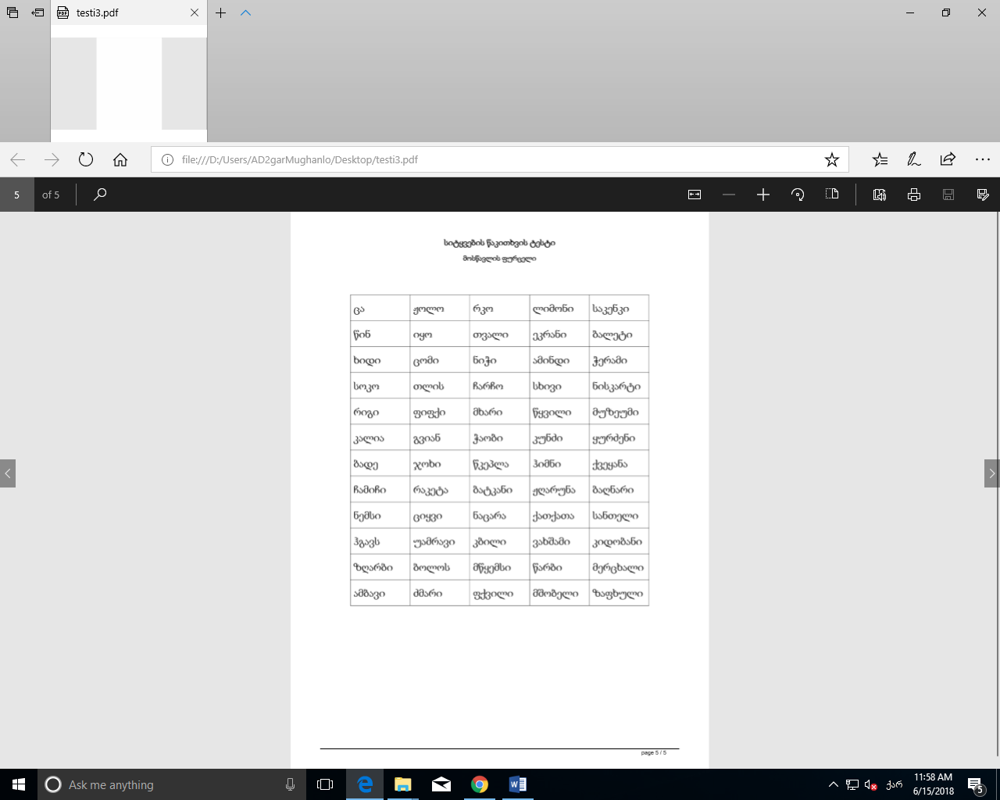 testi3.pdf
file:///D:/Users/AD2garMughanlo/Desktop/testi3.pdf
5 of 5
სიტყვების წაკითხვის ტესტი
მოსწავლის ფურცელი
ცა ჟოლო რკო ლიმონი საკენკი
წინ იყო თვალი ეკრანი ბალეტი
ხიდი ცომი ნიჭი ამინდი ჭერამი
სოკო თლის ჩარჩო სხივი ნისკარტი
რიგი ფიფქი მხარი წყვილი მუზეუმი
კალია გვიან ჭაობი კუნძი ყურძენი
ბადე ჯოხი წკეპლა ჰიმნი ქვეყანა
ჩამიჩი რაკეტა ბატკანი ჟღარუნა ბაღნარი
ნემსი ციყვი ნაცარა ქათქათა სანთელი
ჰგავს უამრავი კბილი ვახშამი კიდობანი
ზღარბი ბოლოს მწყემსი წარბი მერცხალი
ამბავი ძმარი ფქვილი მშობელი ზაფხული
page 5 / 5
Ask me anything
ქარ
11:58 AM
6/15/2018
5